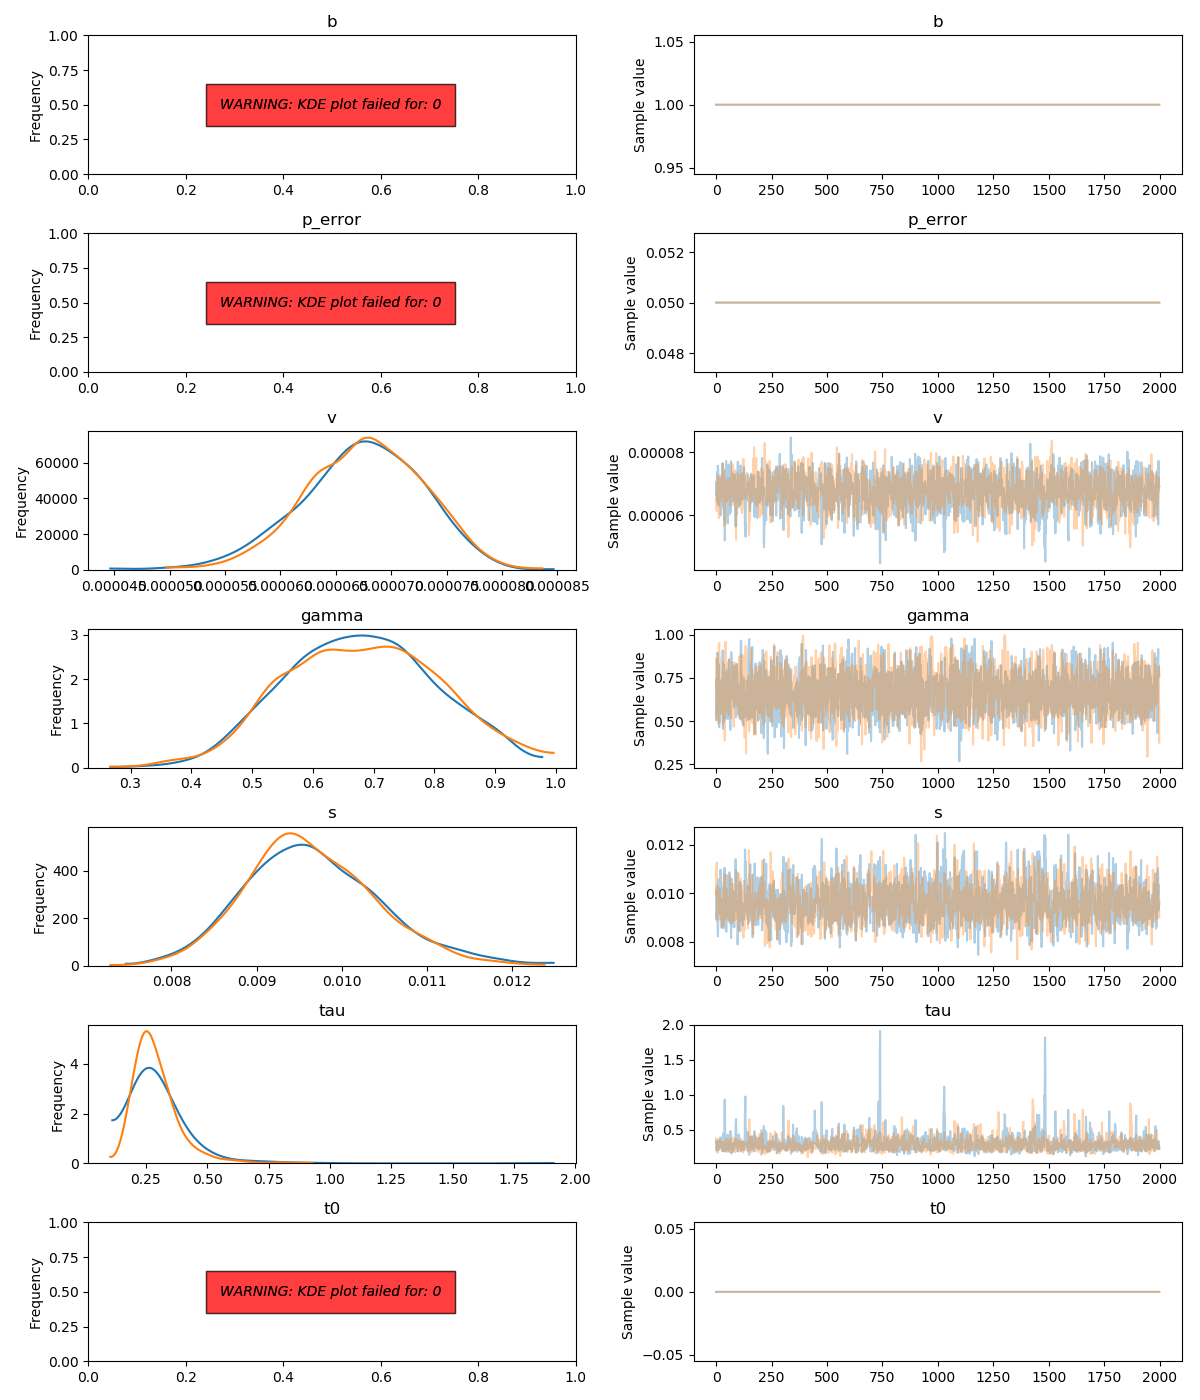 b
Frequency
1.00
0.75
0.50
0.25
0.00
WARNING: KDE plot failed for: 0
0.0 0.2 0.4 0.6 0.8 1.0
b
Sample value
1.05
1.00
0.95
0 250 500 750 1000 1250 1500 1750 2000
p_error
Frequency
1.00
0.75
0.50
0.25
0.00
WARNING: KDE plot failed for: 0
0.0 0.2 0.4 0.6 0.8 1.0
p_error
Sample value
0.052
0.050
0.048
0 250 500 750 1000 1250 1500 1750 2000
v
Frequency
60000
40000
20000
0
0.000045 0.000050 0.000055 0.000060 0.000065 0.000070 0.000075 0.000080 0.000085
v
Sample value
0.00008
0.00006
0 250 500 750 1000 1250 1500 1750 2000
gamma
Frequency
3
2
1
0
0.3 0.4 0.5 0.6 0.7 0.8 0.9 1.0
gamma
Sample value
1.00
0.75
0.50
0.25
0 250 500 750 1000 1250 1500 1750 2000
s
Frequency
400
200
0
0.008 0.009 0.010 0.011 0.012
s
Sample value
0.012
0.010
0.008
0 250 500 750 1000 1250 1500 1750 2000
tau
Frequency
4
2
0
0.25 0.50 0.75 1.00 1.25 1.50 1.75 2.00
tau
Sample value
2.0
1.5
1.0
0.5
0 250 500 750 1000 1250 1500 1750 2000
t0
Frequency
1.00
0.75
0.50
0.25
0.00
WARNING: KDE plot failed for: 0
0.0 0.2 0.4 0.6 0.8 1.0
t0
Sample value
0.05
0.00
−0.05
0 250 500 750 1000 1250 1500 1750 2000